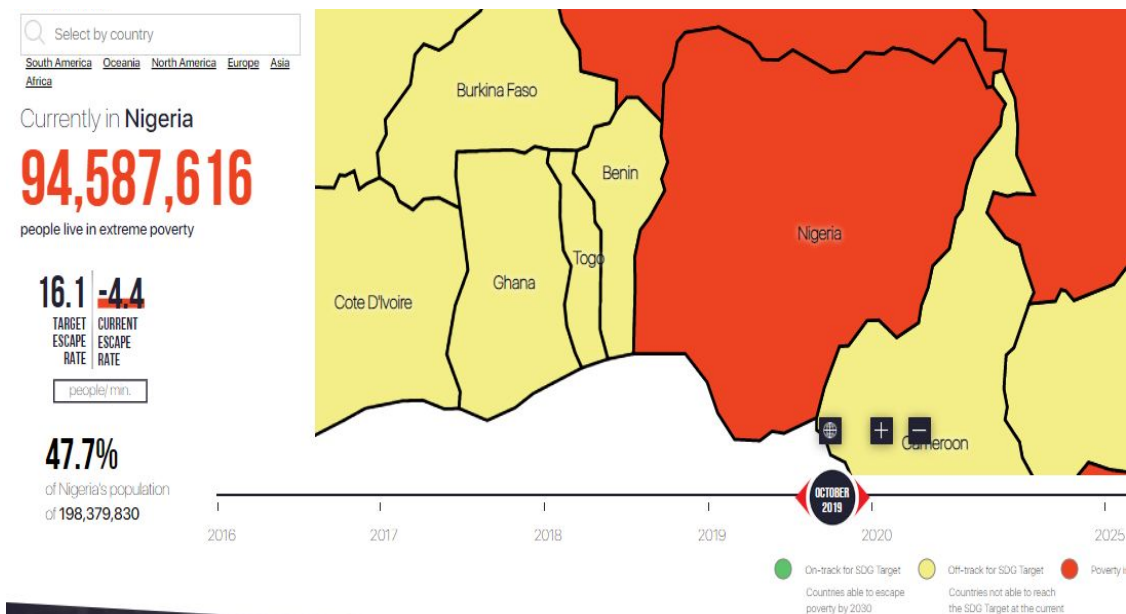 Select by country
South America Oceania North America Europe Asia
Africa
Currently in Nigeria
94,587,616
people live in extreme poverty
16.1 -4.4
TARGET CURRENT
ESCAPE ESCAPE
RATE RATE
people/ min.
47.7%
of Nigeria's population
of 198,379,830
Burkina Faso
Benin
Nigeria
Togo
Ghana
Cote D'Ivoire
Cameroon
OCTOBER
2019
2016 2017 2018 2019 2020 2025
On-track for SDG Target Off-track for SDG Target Poverty i
Countries able to escape Countries not able to reach
poverty by 2030 the SDG Target at the current